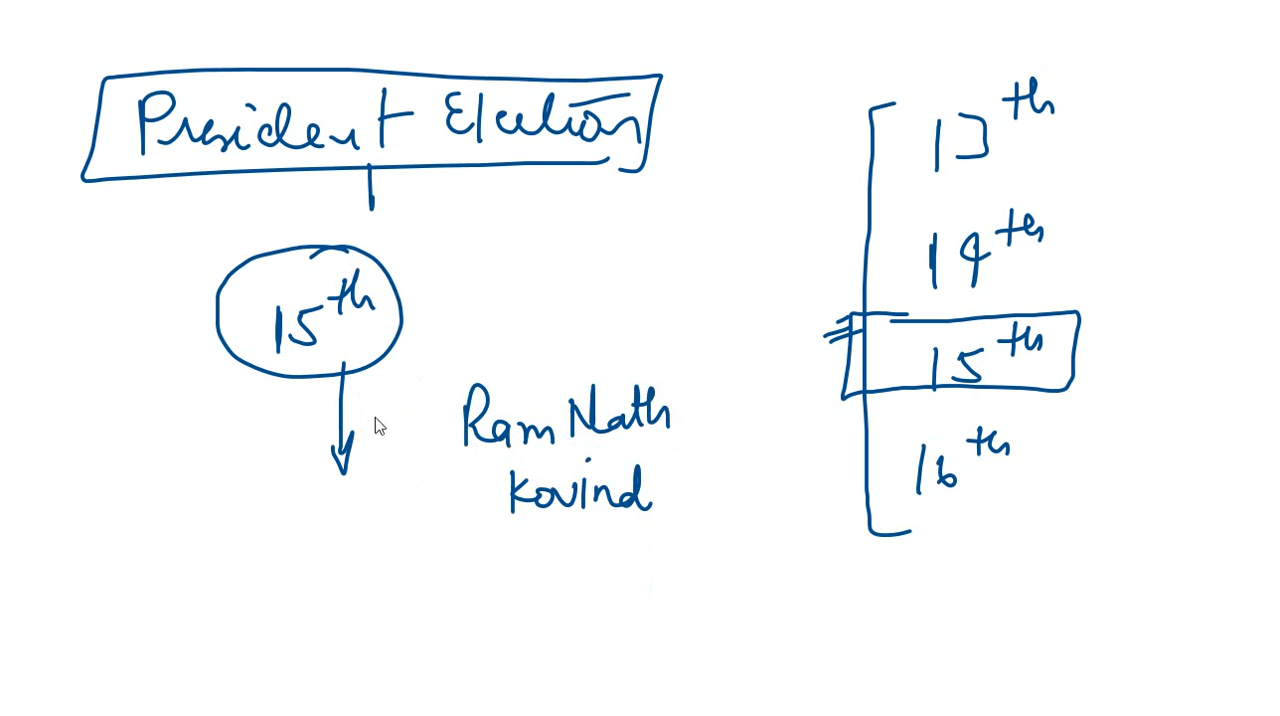 President Election
15th
Ram Nath
Kovind
13th
14th
15th
16th